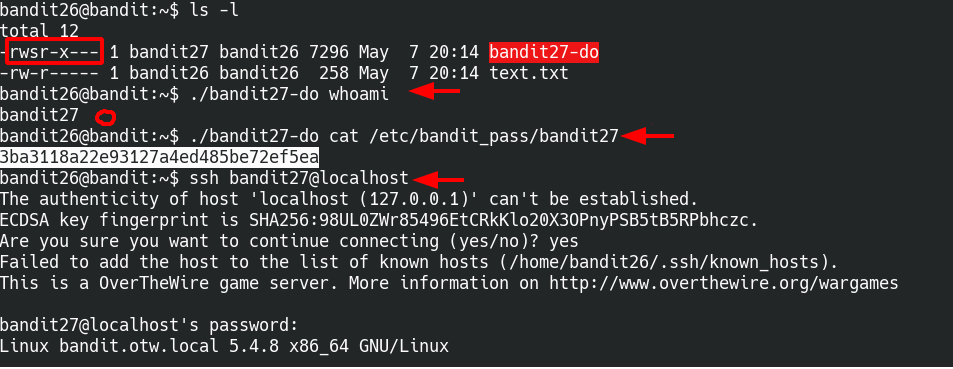 bandit26@bandit:~$ ls -l
total 12
-rwsr-x--- 1 bandit27 bandit26 7296 May  7 20:14 bandit27-do
-rw-r----- 1 bandit26 bandit26  258 May  7 20:14 text.txt
bandit26@bandit:~$ ./bandit27-do whoami
bandit27
bandit26@bandit:~$ ./bandit27-do cat /etc/bandit_pass/bandit27
3ba3118a22e93127a4ed485be72ef5ea
bandit26@bandit:~$ ssh bandit27@localhost
The authenticity of host 'localhost (127.0.0.1)' can't be established.
ECDSA key fingerprint is SHA256:98UL0ZWr85496EtCRkKlo20X3OPnyPSB5tB5RPbhczc.
Are you sure you want to continue connecting (yes/no)? yes
Failed to add the host to the list of known hosts (/home/bandit26/.ssh/known_hosts).
This is a OverTheWire game server. More information on http://www.overthewire.org/wargames
bandit27@localhost's password:
Linux bandit.otw.local 5.4.8 x86_64 GNU/Linux